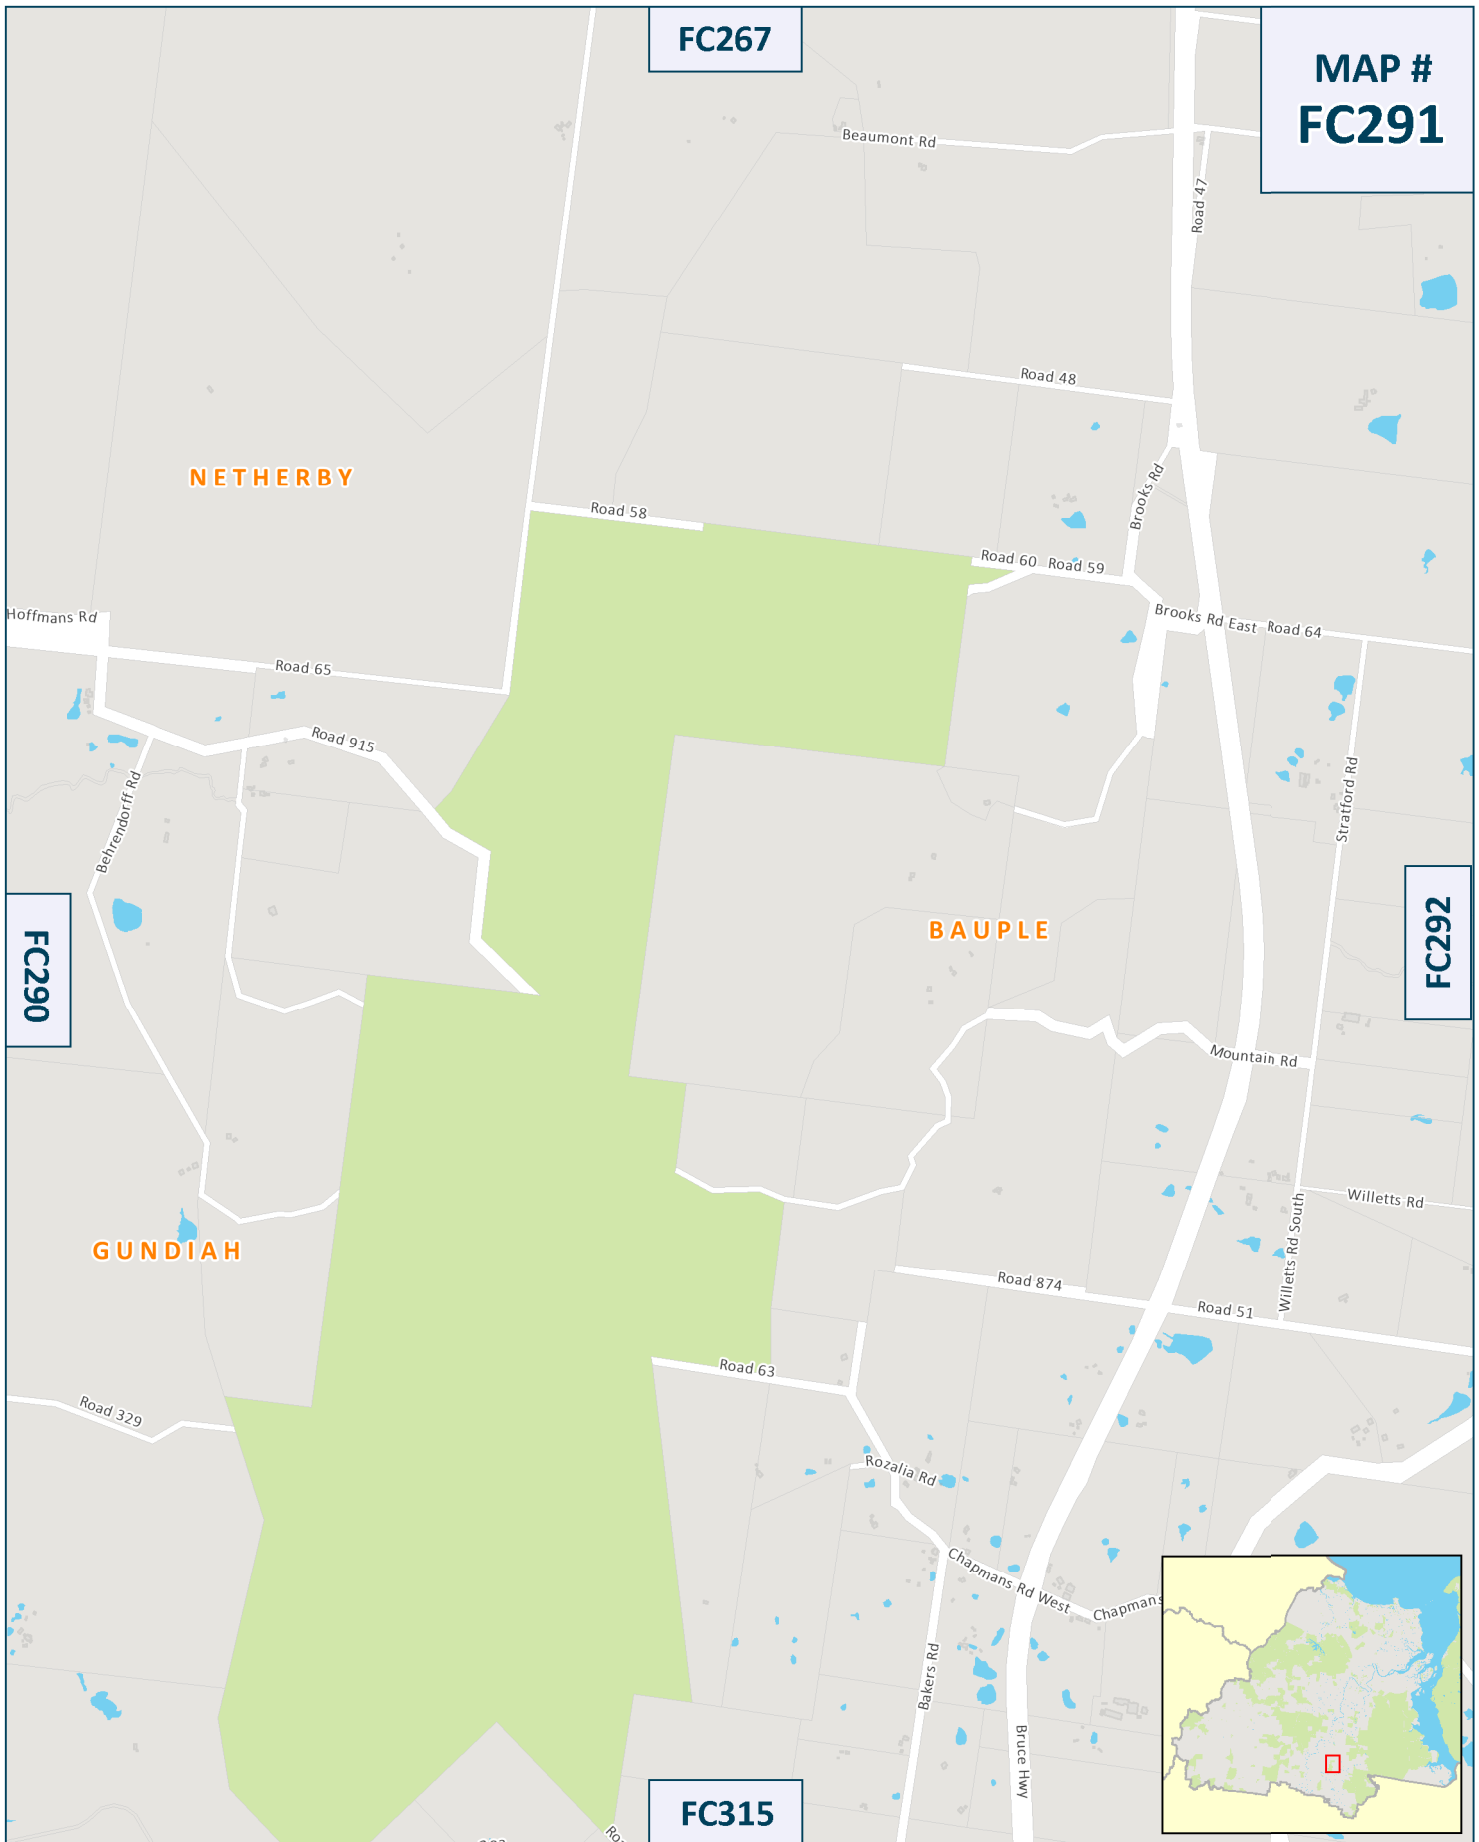 FC267
MAP #
FC291
Beaumont Rd
Road 47
Road 48
NETHERBY
Brooks Rd
Road 58
Road 60
Road 59
Hoffmans Rd
Brooks Rd East
Road 64
Road 65
Road 915
Behrendorff Rd
Stratford Rd
BAUPLE
FC290
FC292
Mountain Rd
Willetts Rd
Willetts Rd South
GUNDIAH
Road 874
Road 51
Road 63
Road 329
Rozalia Rd
Chapmans Rd West
Chapmans
Bakers Rd
Bruce Hwy
FC315